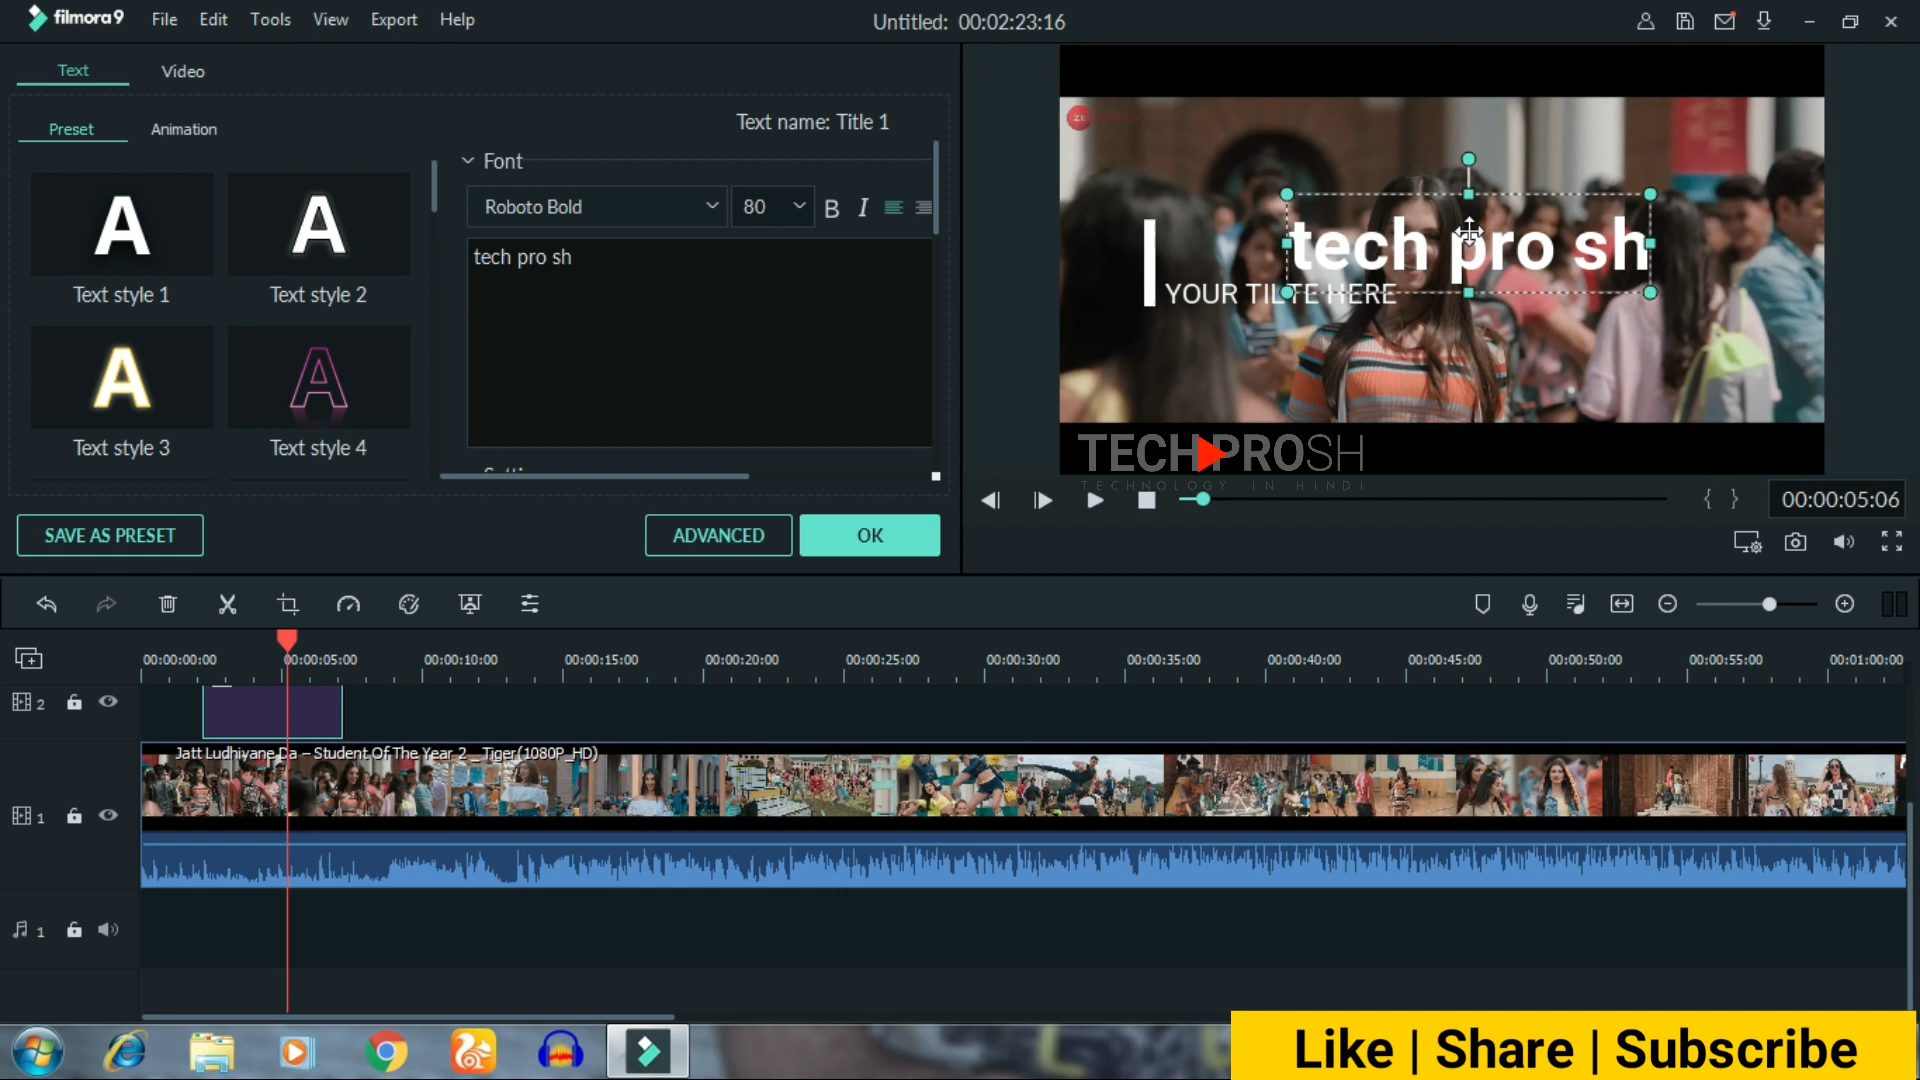 filmora9 File Edit Tools View Export Help
Untitled: 00:02:23:16
Text Video
Preset Animation
Text name: Title 1
Font
Roboto Bold 80 B I
tech pro sh
Text style 1 Text style 2
Text style 3 Text style 4
SAVE AS PRESET ADVANCED OK
tech pro sh
YOUR TILTE HERE
TECH PROSH
TECHNOLOGY IN HINDI
{ } 00:00:05:06
00:00:00:00 00:00:05:00 00:00:10:00 00:00:15:00 00:00:20:00 00:00:25:00 00:00:30:00 00:00:35:00 00:00:40:00 00:00:45:00 00:00:50:00 00:00:55:00 00:01:00:00
2
Jatt Ludhiyane Da – Student Of The Year 2 _ Tiger(1080P_HD)
1
1
Like | Share | Subscribe